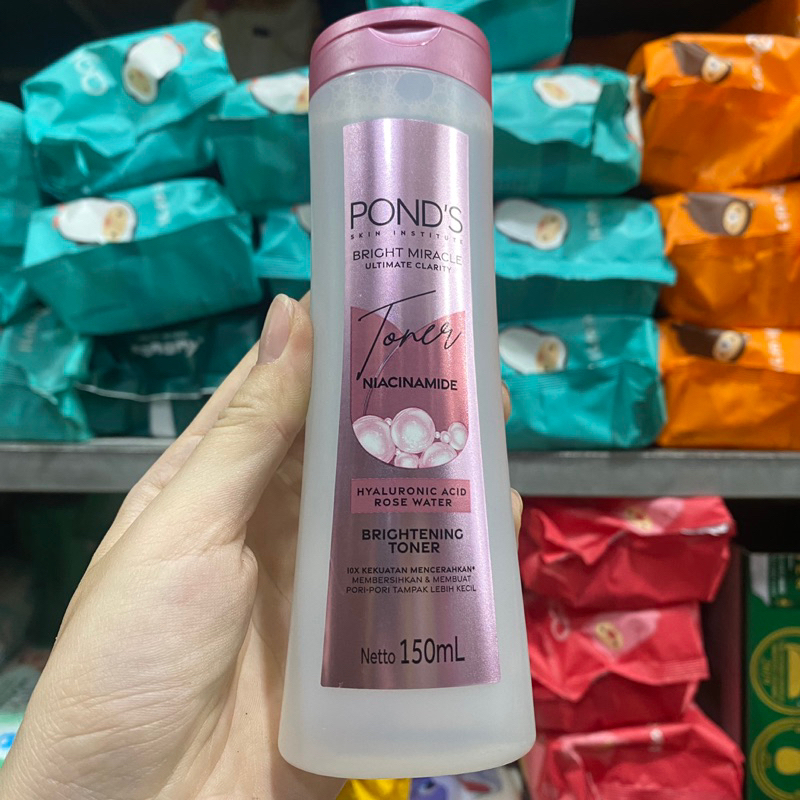 POND'S
SKIN INSTITUTE
BRIGHT MIRACLE
ULTIMATE CLARITY
Toner
NIACINAMIDE
HYALURONIC ACID
ROSE WATER
BRIGHTENING
TONER
10X KEKUATAN MENCERAHKAN*
MEMBERSIHKAN & MEMBUAT
PORI-PORI TAMPAK LEBIH KECIL
Netto 150mL